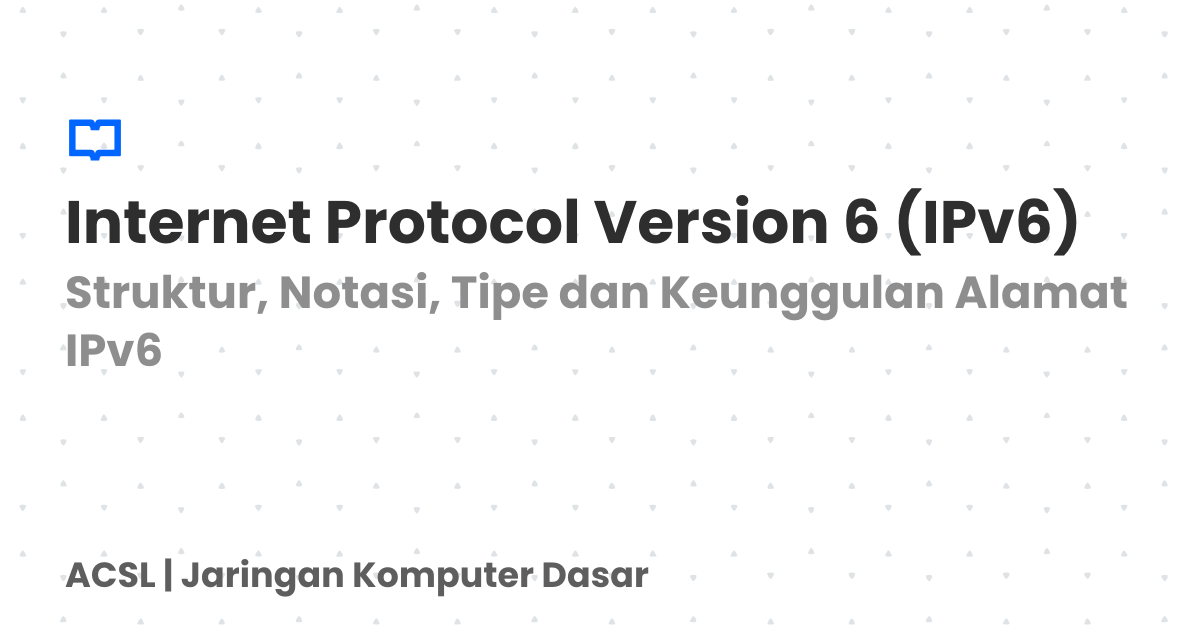 Internet Protocol Version 6 (IPv6)
Struktur, Notasi, Tipe dan Keunggulan Alamat
IPv6
ACSL | Jaringan Komputer Dasar